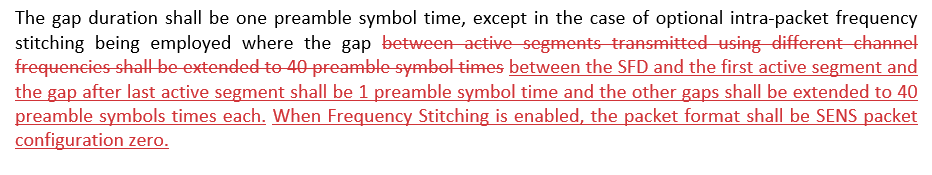 The gap duration shall be one preamble symbol time, except in the case of optional intra-packet frequency
stitching being employed where the gap between active segments transmitted using different channel
frequencies shall be extended to 40 preamble symbol times between the SFD and the first active segment and
the gap after last active segment shall be 1 preamble symbol time and the other gaps shall be extended to 40
preamble symbols times each. When Frequency Stitching is enabled, the packet format shall be SENS packet
configuration zero.